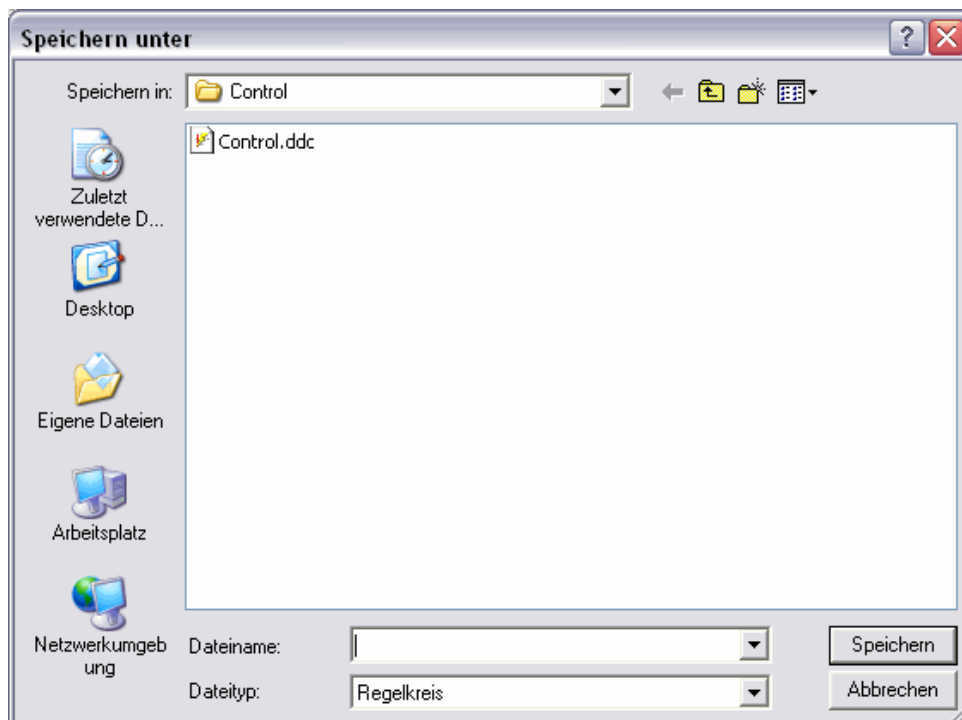 Speichern unter
Speichern in: Control
Control.ddc
Zuletzt
verwendete D...
Desktop
Eigene Dateien
Arbeitsplatz
Netzwerkumgeb
ung
Dateiname:
Speichern
Dateityp: Regelkreis
Abbrechen